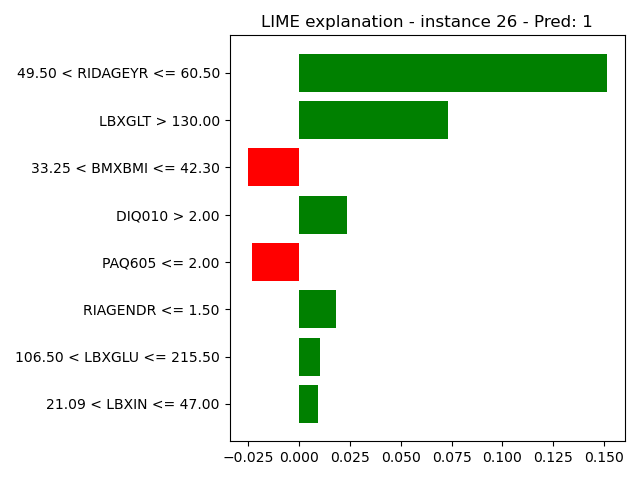 LIME explanation - instance 26 - Pred: 1
49.50 < RIDAGEYR <= 60.50
LBXGLT > 130.00
33.25 < BMXBMI <= 42.30
DIQ010 > 2.00
PAQ605 <= 2.00
RIAGENDR <= 1.50
106.50 < LBXGLU <= 215.50
21.09 < LBXIN <= 47.00
−0.025 0.000 0.025 0.050 0.075 0.100 0.125 0.150